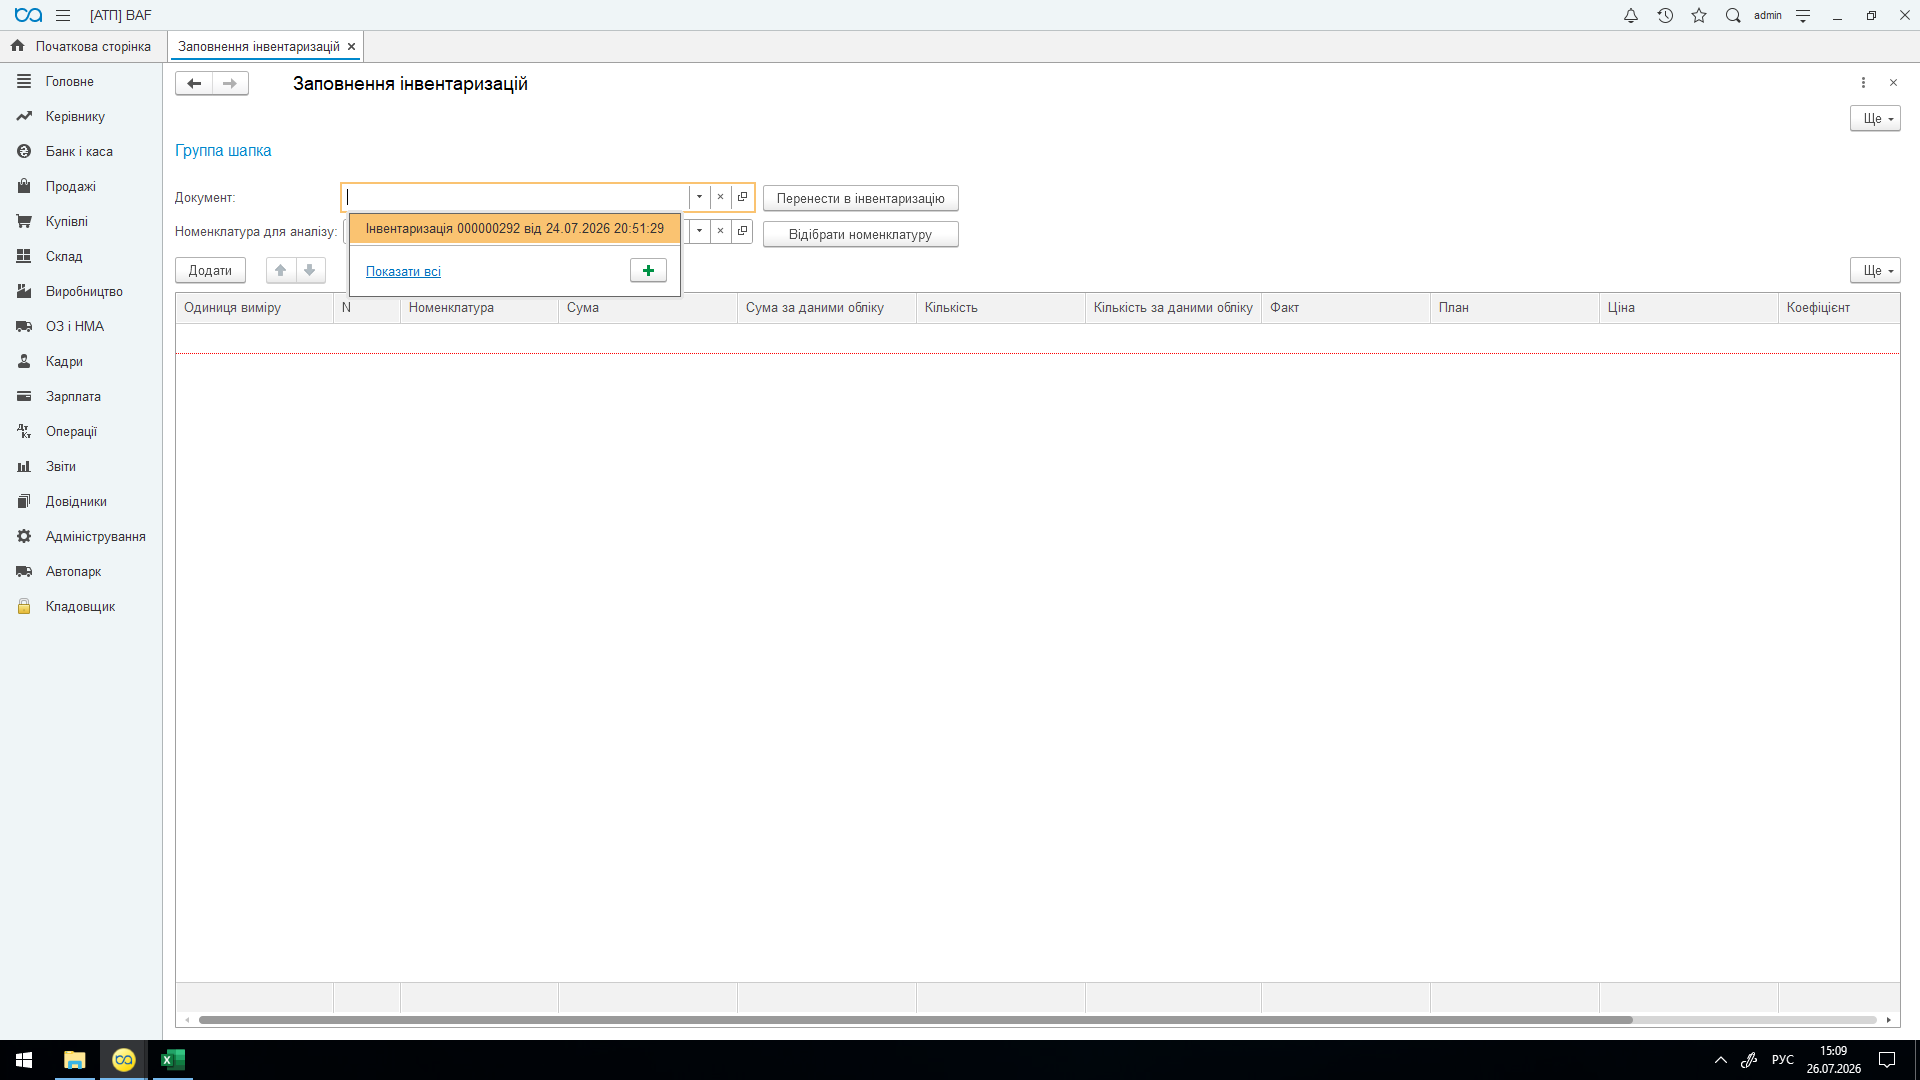 [АТП] BAF
admin
Початкова сторінка
Заповнення інвентаризацій
Головне
Керівнику
Банк і каса
Продажі
Купівлі
Склад
Виробництво
ОЗ і НМА
Кадри
Зарплата
Операції
Звіти
Довідники
Адміністрування
Автопарк
Кладовщик
Заповнення інвентаризацій
Ще
Группа шапка
Документ:
Перенести в інвентаризацію
Інвентаризація 000000292 від 24.07.2026 20:51:29
Показати всі
Номенклатура для аналізу:
Відібрати номенклатуру
Додати
Ще
Одиниця виміру N Номенклатура Сума Сума за даними обліку Кількість Кількість за даними обліку Факт План Ціна Коефіцієнт
РУС
15:09
26.07.2026